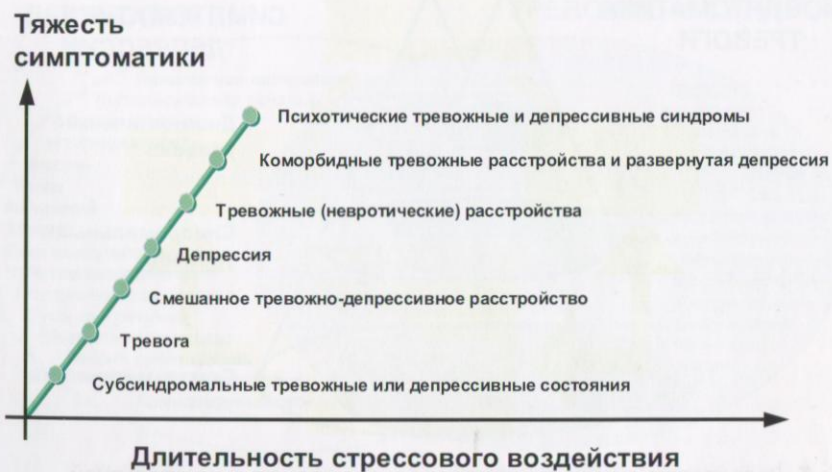 Тяжесть
симптоматики
Психотические тревожные и депрессивные синдромы
Коморбидные тревожные расстройства и развернутая депрессия
Тревожные (невротические) расстройства
Депрессия
Смешанное тревожно-депрессивное расстройство
Тревога
Субсиндромальные тревожные или депрессивные состояния
Длительность стрессового воздействия